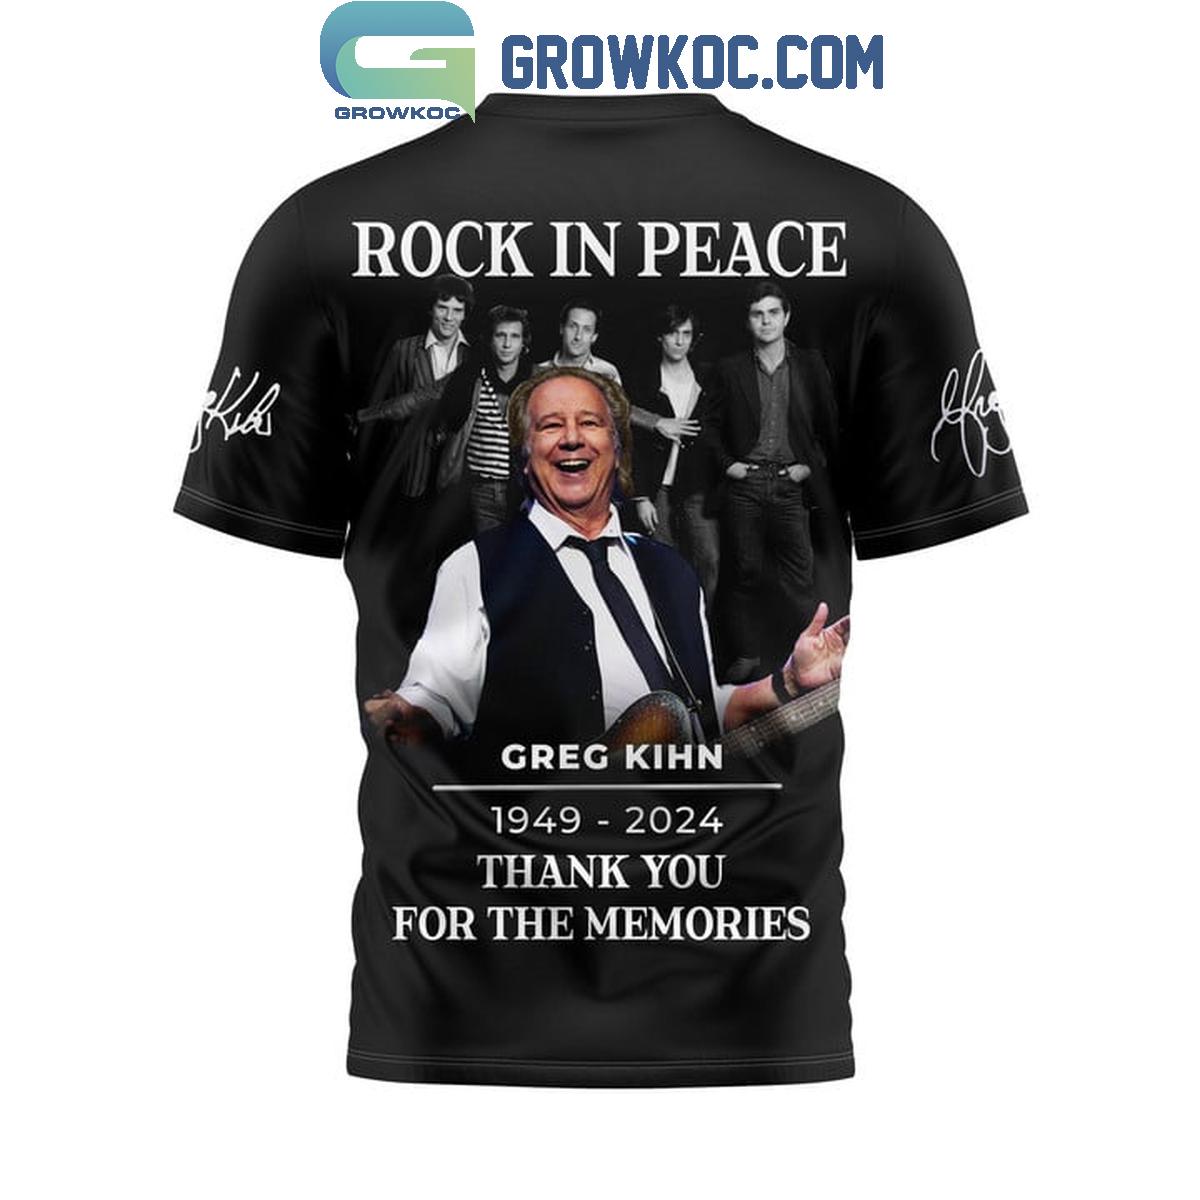 GROWKOC
GROWKOC.COM
ROCK IN PEACE
GREG KIHN
1949 - 2024
THANK YOU
FOR THE MEMORIES